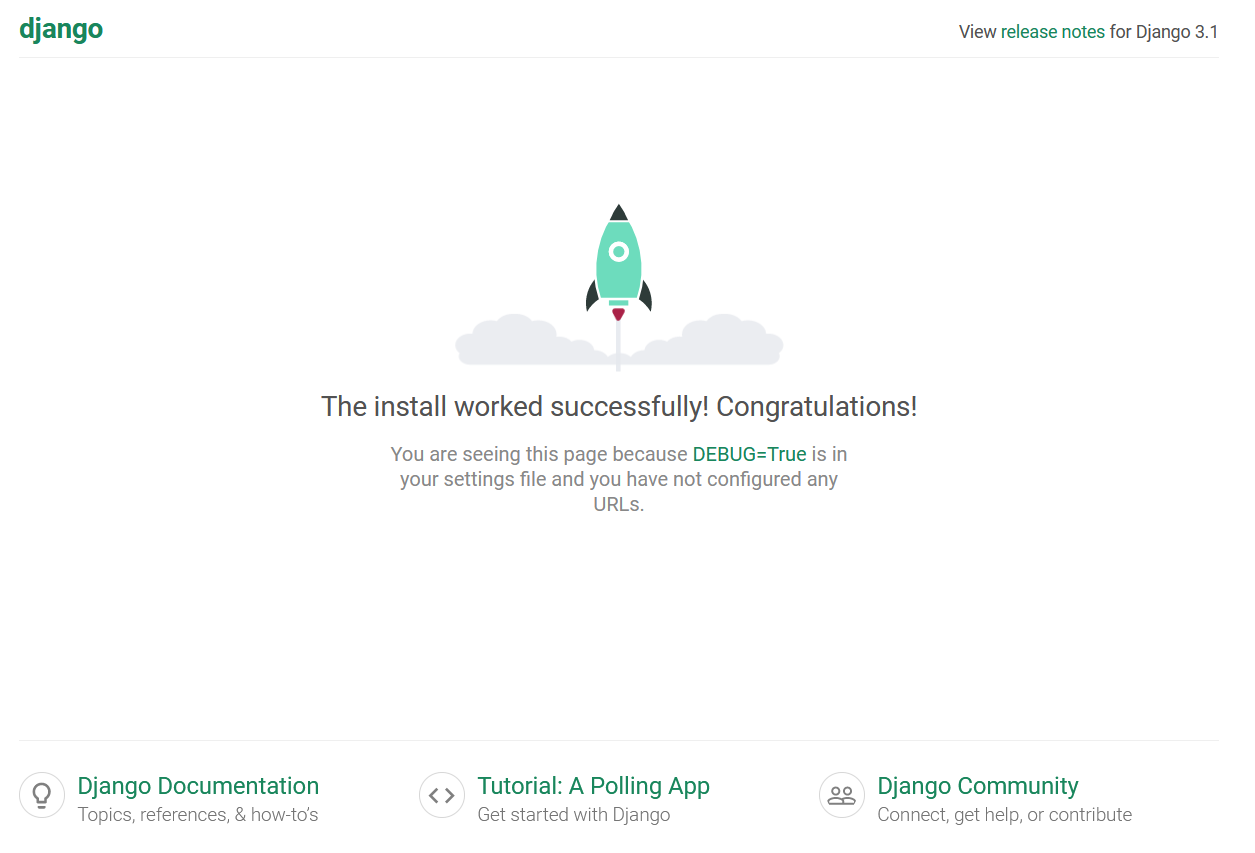 django
View release notes for Django 3.1
The install worked successfully! Congratulations!
You are seeing this page because DEBUG=True is in
your settings file and you have not configured any
URLs.
Django Documentation
Topics, references, & how-to’s
Tutorial: A Polling App
Get started with Django
Django Community
Connect, get help, or contribute